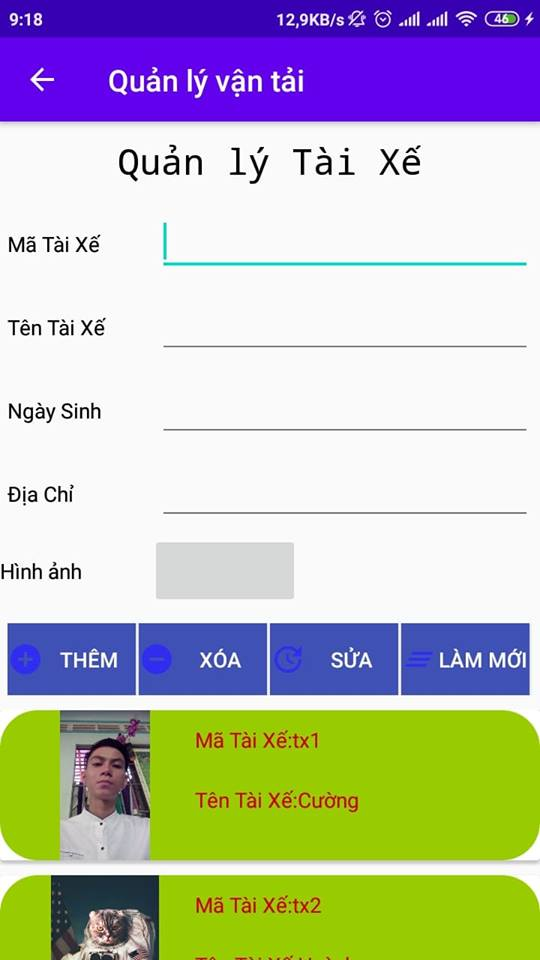 9:18 12,9KB/s 46
Quản lý vận tải
Quản lý Tài Xế
Mã Tài Xế
Tên Tài Xế
Ngày Sinh
Địa Chỉ
Hình ảnh
THÊM XÓA SỬA LÀM MỚI
Mã Tài Xế:tx1
Tên Tài Xế:Cường
Mã Tài Xế:tx2